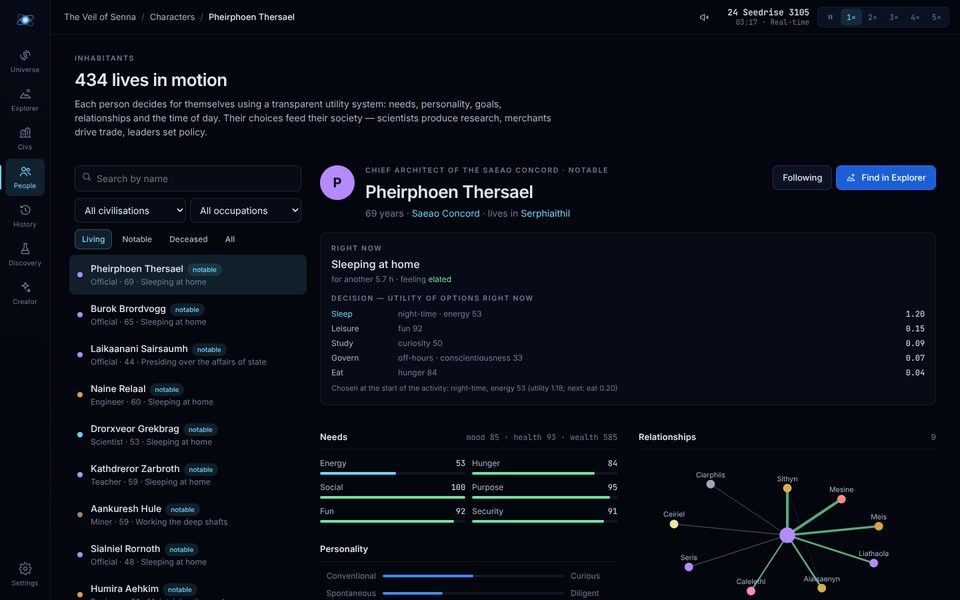 The Veil of Senna / Characters / Pheirphoen Thersael
24 Seedrise 3105
03:17 · Real-time
1× 2× 3× 4× 5×
Universe
Explorer
Civs
People
History
Discovery
Creator
Settings
INHABITANTS
434 lives in motion
Each person decides for themselves using a transparent utility system: needs, personality, goals,
relationships and the time of day. Their choices feed their society — scientists produce research, merchants
drive trade, leaders set policy.
Search by name
All civilisations All occupations
Living Notable Deceased All
Pheirphoen Thersael notable
Official · 69 · Sleeping at home
Burok Brordvogg notable
Official · 65 · Sleeping at home
Laikaanani Sairsaumh notable
Official · 44 · Presiding over the affairs of state
Naine Relaal notable
Engineer · 60 · Sleeping at home
Drorxveor Grekbrag notable
Scientist · 53 · Sleeping at home
Kathdreror Zarbroth notable
Teacher · 59 · Sleeping at home
Aankuresh Hule notable
Miner · 59 · Working the deep shafts
Sialniel Rornoth notable
Official · 48 · Sleeping at home
Humira Aehkim notable
P
CHIEF ARCHITECT OF THE SAEAO CONCORD · NOTABLE
Pheirphoen Thersael
69 years · Saeao Concord · lives in Serphiaithil
Following
Find in Explorer
RIGHT NOW
Sleeping at home
for another 5.7 h · feeling elated
DECISION — UTILITY OF OPTIONS RIGHT NOW
Sleep night-time · energy 53 1.20
Leisure fun 92 0.15
Study curiosity 50 0.09
Govern off-hours · conscientiousness 33 0.07
Eat hunger 84 0.04
Chosen at the start of the activity: night-time, energy 53 (utility 1.18; next: eat 0.20)
Needs mood 85 · health 93 · wealth 585
Energy 53 Hunger 84
Social 100 Purpose 95
Fun 92 Security 91
Personality
Conventional Curious
Spontaneous Diligent
Relationships 9
Ciarphiis
Sithyn
Mesine
Ceiriel
Meis
Seris
Liathaola
Calelethl